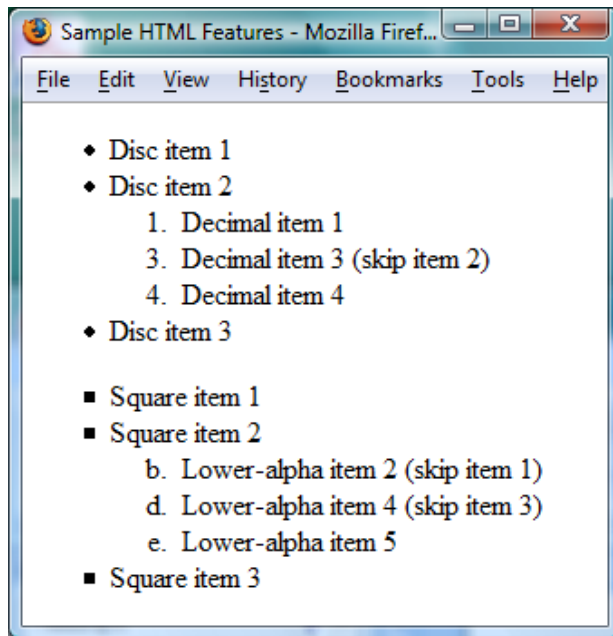 Sample HTML Features - Mozilla Firef...
File Edit View History Bookmarks Tools Help
• Disc item 1
• Disc item 2
1. Decimal item 1
3. Decimal item 3 (skip item 2)
4. Decimal item 4
• Disc item 3
▪ Square item 1
▪ Square item 2
b. Lower-alpha item 2 (skip item 1)
d. Lower-alpha item 4 (skip item 3)
e. Lower-alpha item 5
▪ Square item 3